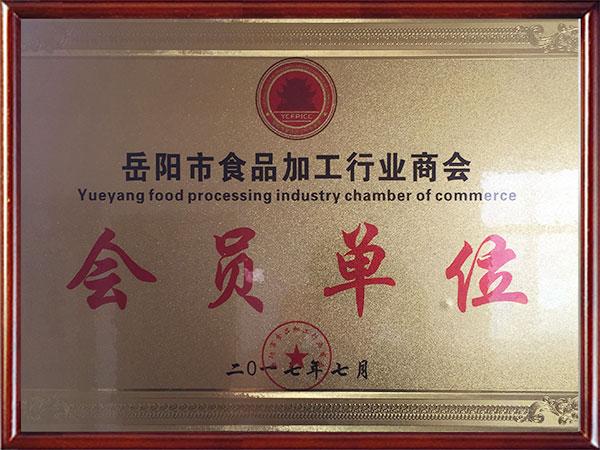 YCFPICC
岳阳市食品加工行业商会
Yueyang food processing industry chamber of commerce
会员单位
二〇一七年七月